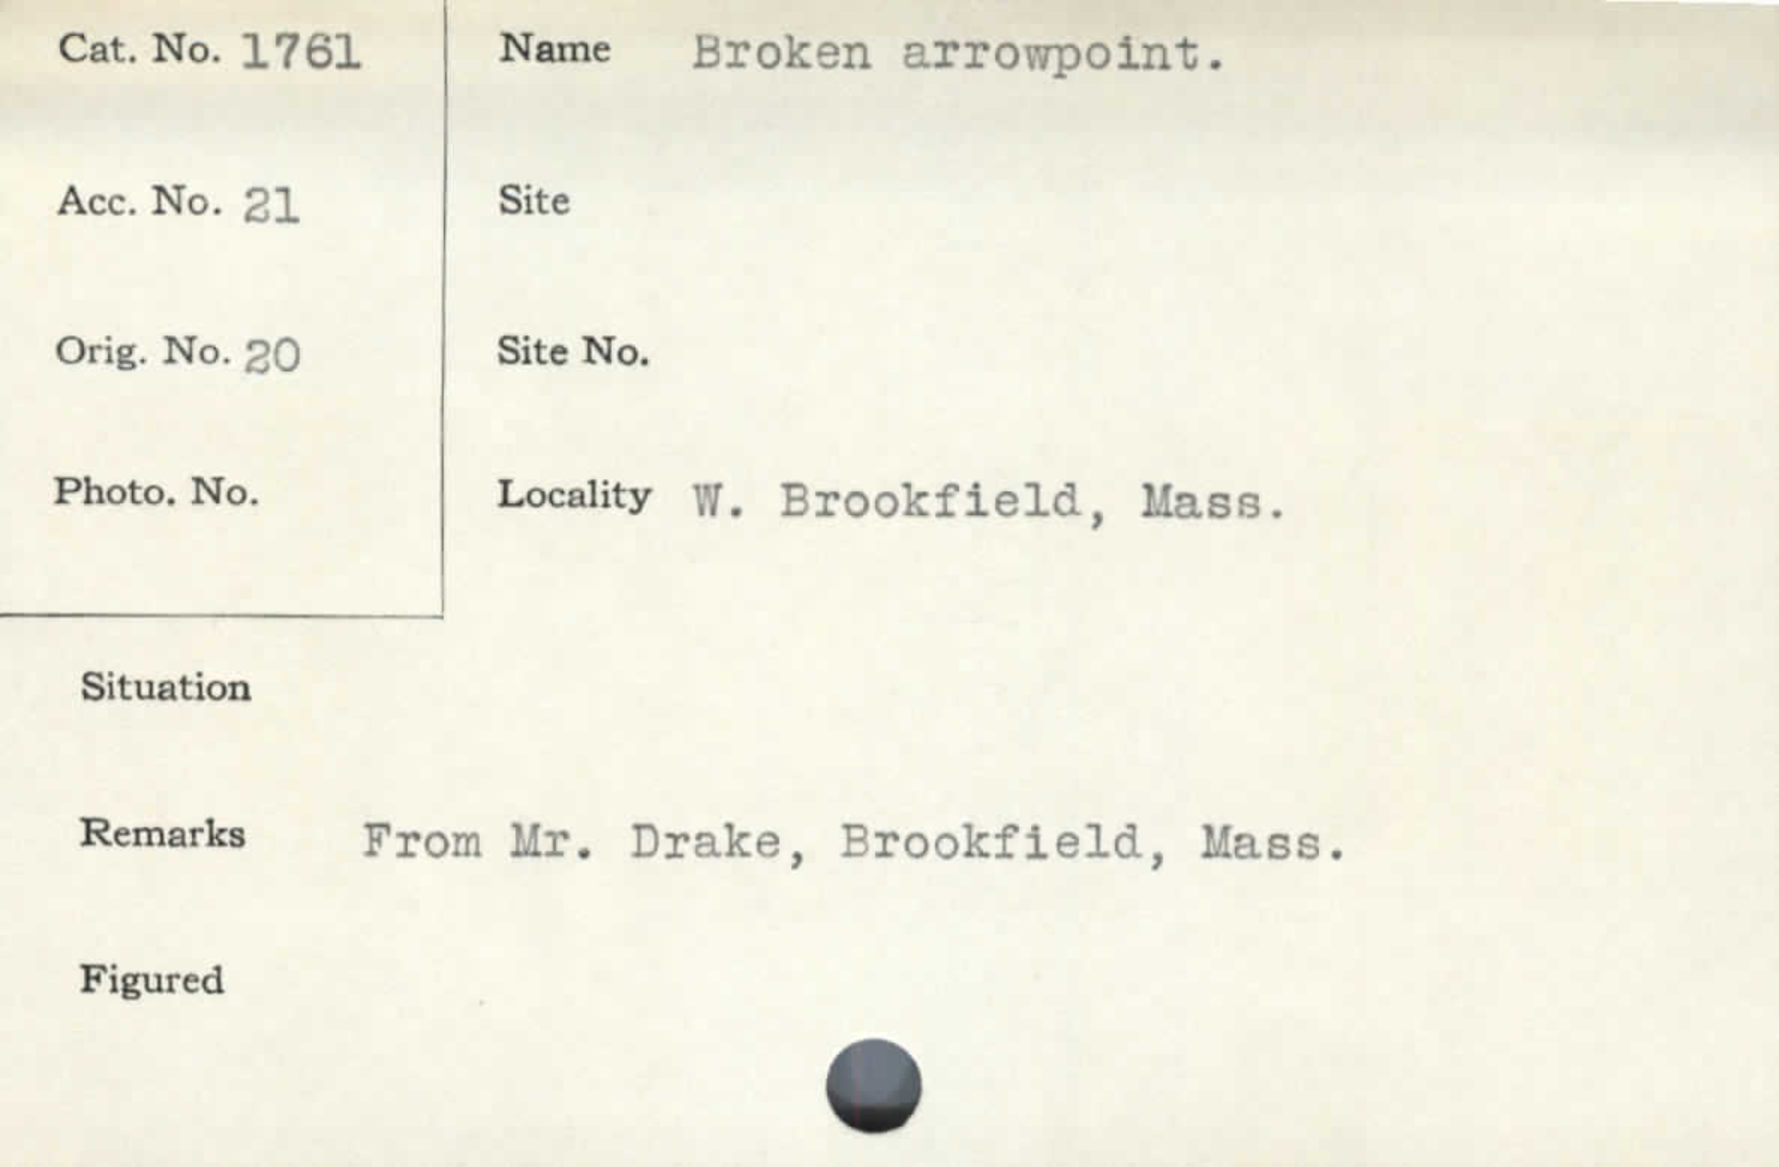 Cat. No. 1761
Name Broken arrowpoint.
Acc. No. 21
Site
Orig. No. 20
Site No.
Photo. No.
Locality W. Brookfield, Mass.
Situation
Remarks From Mr. Drake, Brookfield, Mass.
Figured